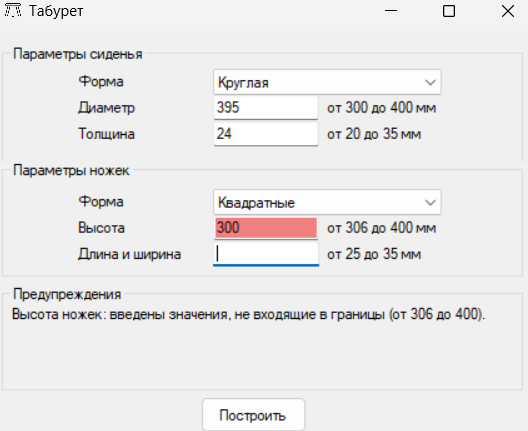 Табурет
Параметры сиденья
Форма Круглая
Диаметр 395 от 300 до 400 мм
Толщина 24 от 20 до 35 мм
Параметры ножек
Форма Квадратные
Высота 300 от 306 до 400 мм
Длина и ширина от 25 до 35 мм
Предупреждения
Высота ножек: введены значения, не входящие в границы (от 306 до 400).
Построить